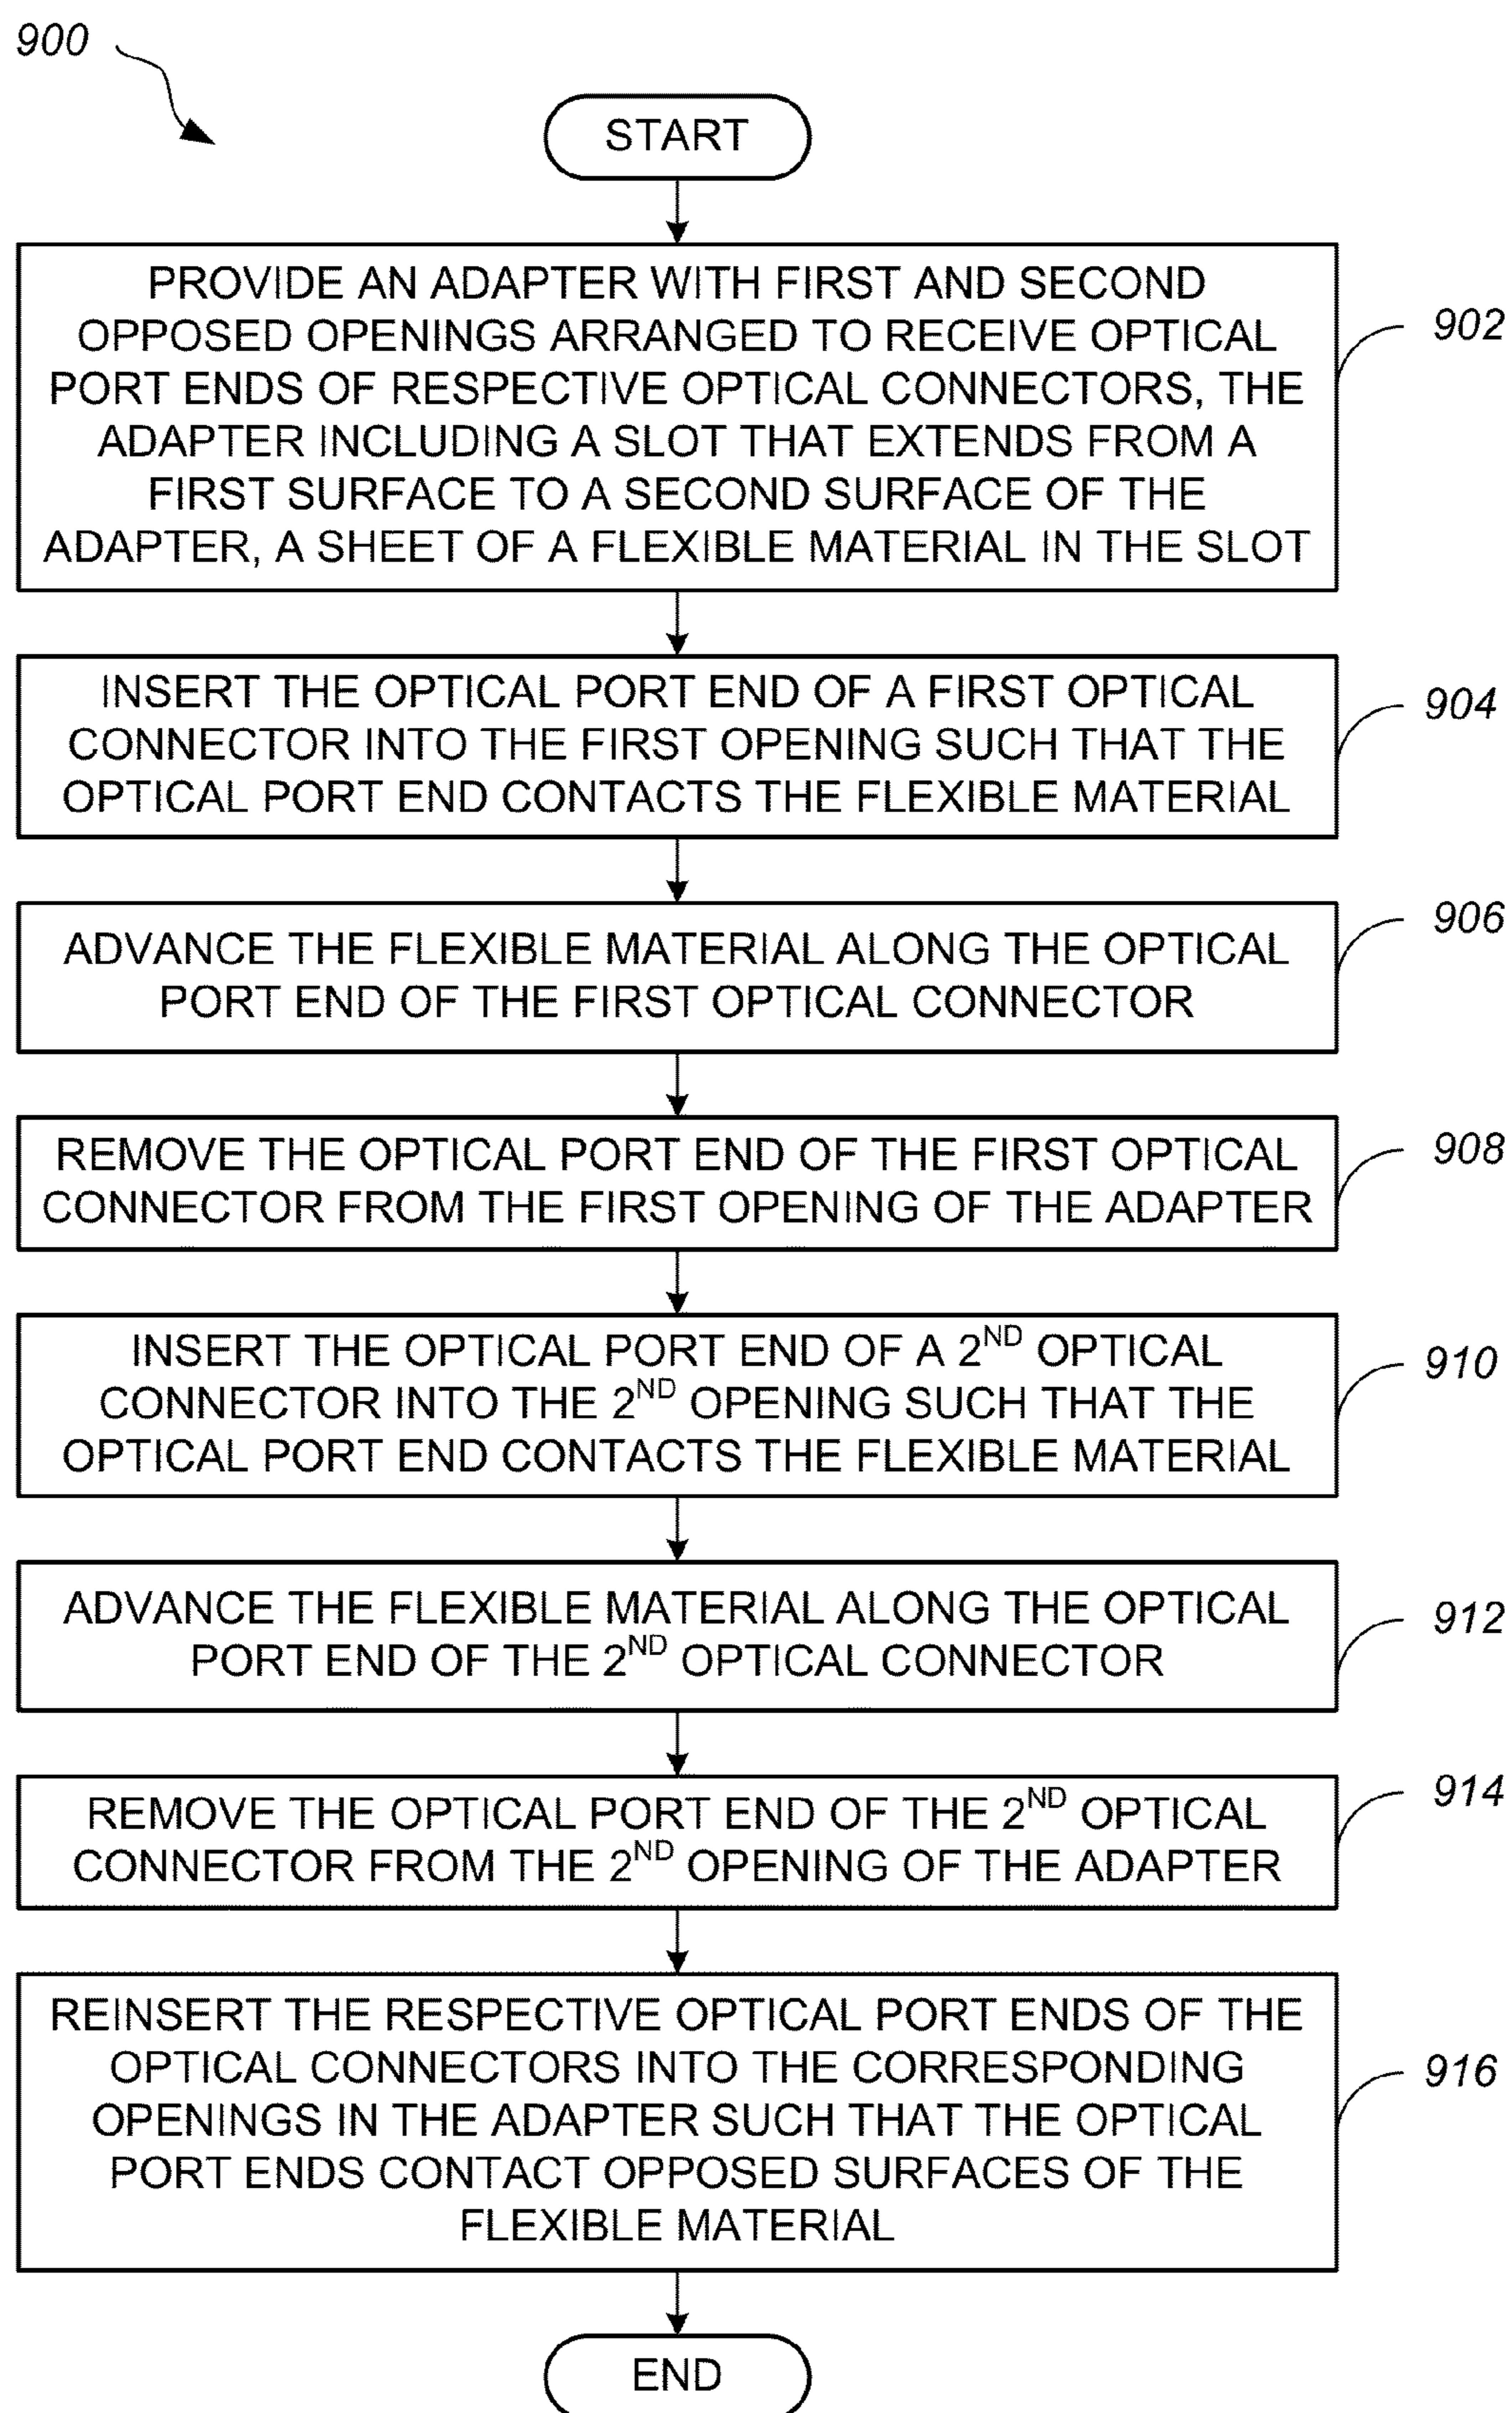 900
START
PROVIDE AN ADAPTER WITH FIRST AND SECOND
OPPOSED OPENINGS ARRANGED TO RECEIVE OPTICAL
PORT ENDS OF RESPECTIVE OPTICAL CONNECTORS, THE
ADAPTER INCLUDING A SLOT THAT EXTENDS FROM A
FIRST SURFACE TO A SECOND SURFACE OF THE
ADAPTER, A SHEET OF A FLEXIBLE MATERIAL IN THE SLOT
902
INSERT THE OPTICAL PORT END OF A FIRST OPTICAL
CONNECTOR INTO THE FIRST OPENING SUCH THAT THE
OPTICAL PORT END CONTACTS THE FLEXIBLE MATERIAL
904
ADVANCE THE FLEXIBLE MATERIAL ALONG THE OPTICAL
PORT END OF THE FIRST OPTICAL CONNECTOR
906
REMOVE THE OPTICAL PORT END OF THE FIRST OPTICAL
CONNECTOR FROM THE FIRST OPENING OF THE ADAPTER
908
INSERT THE OPTICAL PORT END OF A 2ND OPTICAL
CONNECTOR INTO THE 2ND OPENING SUCH THAT THE
OPTICAL PORT END CONTACTS THE FLEXIBLE MATERIAL
910
ADVANCE THE FLEXIBLE MATERIAL ALONG THE OPTICAL
PORT END OF THE 2ND OPTICAL CONNECTOR
912
REMOVE THE OPTICAL PORT END OF THE 2ND OPTICAL
CONNECTOR FROM THE 2ND OPENING OF THE ADAPTER
914
REINSERT THE RESPECTIVE OPTICAL PORT ENDS OF THE
OPTICAL CONNECTORS INTO THE CORRESPONDING
OPENINGS IN THE ADAPTER SUCH THAT THE OPTICAL
PORT ENDS CONTACT OPPOSED SURFACES OF THE
FLEXIBLE MATERIAL
916
END